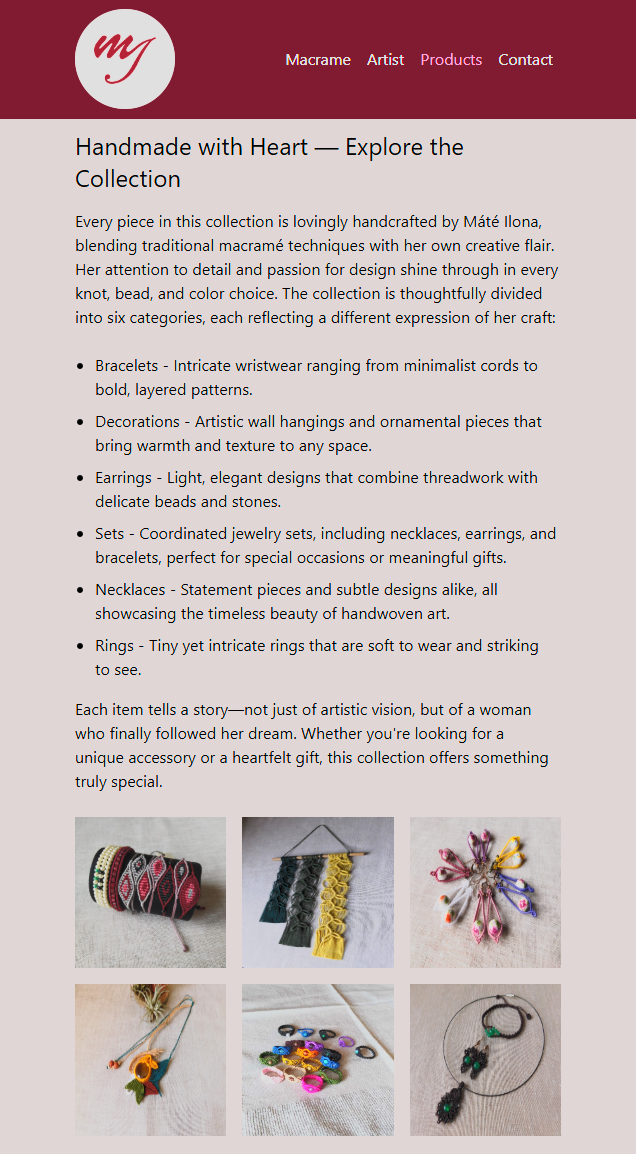 mj
Macrame Artist Products Contact
Handmade with Heart — Explore the
Collection
Every piece in this collection is lovingly handcrafted by Máté Ilona,
blending traditional macramé techniques with her own creative flair.
Her attention to detail and passion for design shine through in every
knot, bead, and color choice. The collection is thoughtfully divided
into six categories, each reflecting a different expression of her craft:
• Bracelets - Intricate wristwear ranging from minimalist cords to
bold, layered patterns.
• Decorations - Artistic wall hangings and ornamental pieces that
bring warmth and texture to any space.
• Earrings - Light, elegant designs that combine threadwork with
delicate beads and stones.
• Sets - Coordinated jewelry sets, including necklaces, earrings, and
bracelets, perfect for special occasions or meaningful gifts.
• Necklaces - Statement pieces and subtle designs alike, all
showcasing the timeless beauty of handwoven art.
• Rings - Tiny yet intricate rings that are soft to wear and striking
to see.
Each item tells a story—not just of artistic vision, but of a woman
who finally followed her dream. Whether you're looking for a
unique accessory or a heartfelt gift, this collection offers something
truly special.